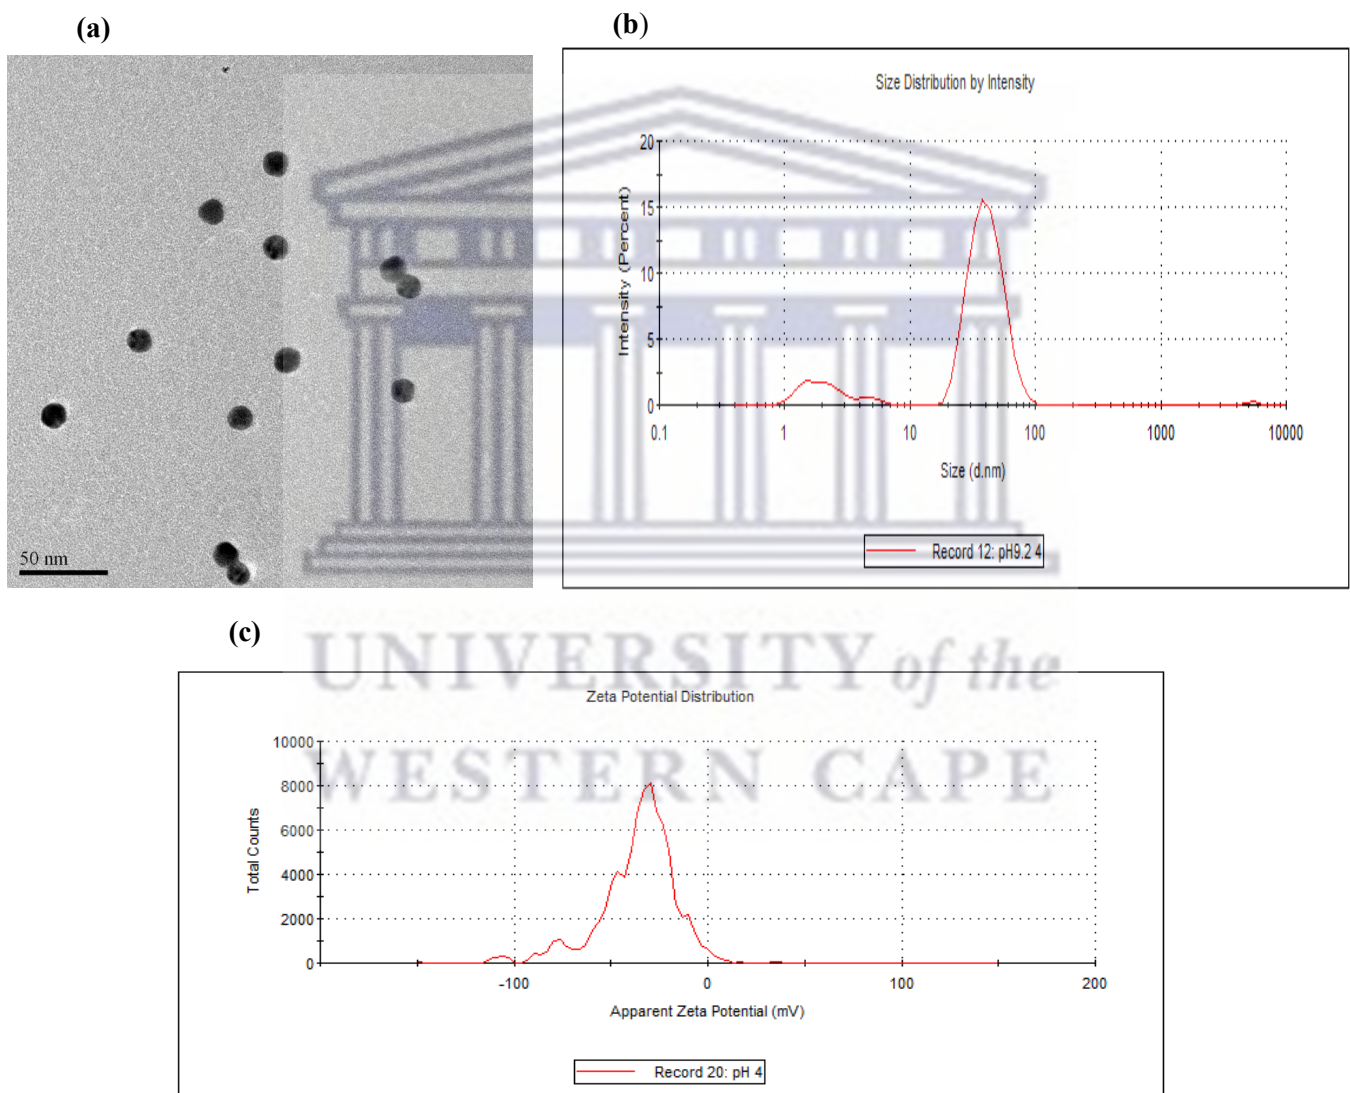 (a)
50 nm
(b)
Size Distribution by Intensity
Intensity (Percent)
20
15
10
5
0
0.1 1 10 100 1000 10000
Size (d.nm)
Record 12: pH9.2 4
UNIVERSITY of the
WESTERN CAPE
(c)
Zeta Potential Distribution
Total Counts
10000
8000
6000
4000
2000
0
-100 0 100 200
Apparent Zeta Potential (mV)
Record 20: pH 4